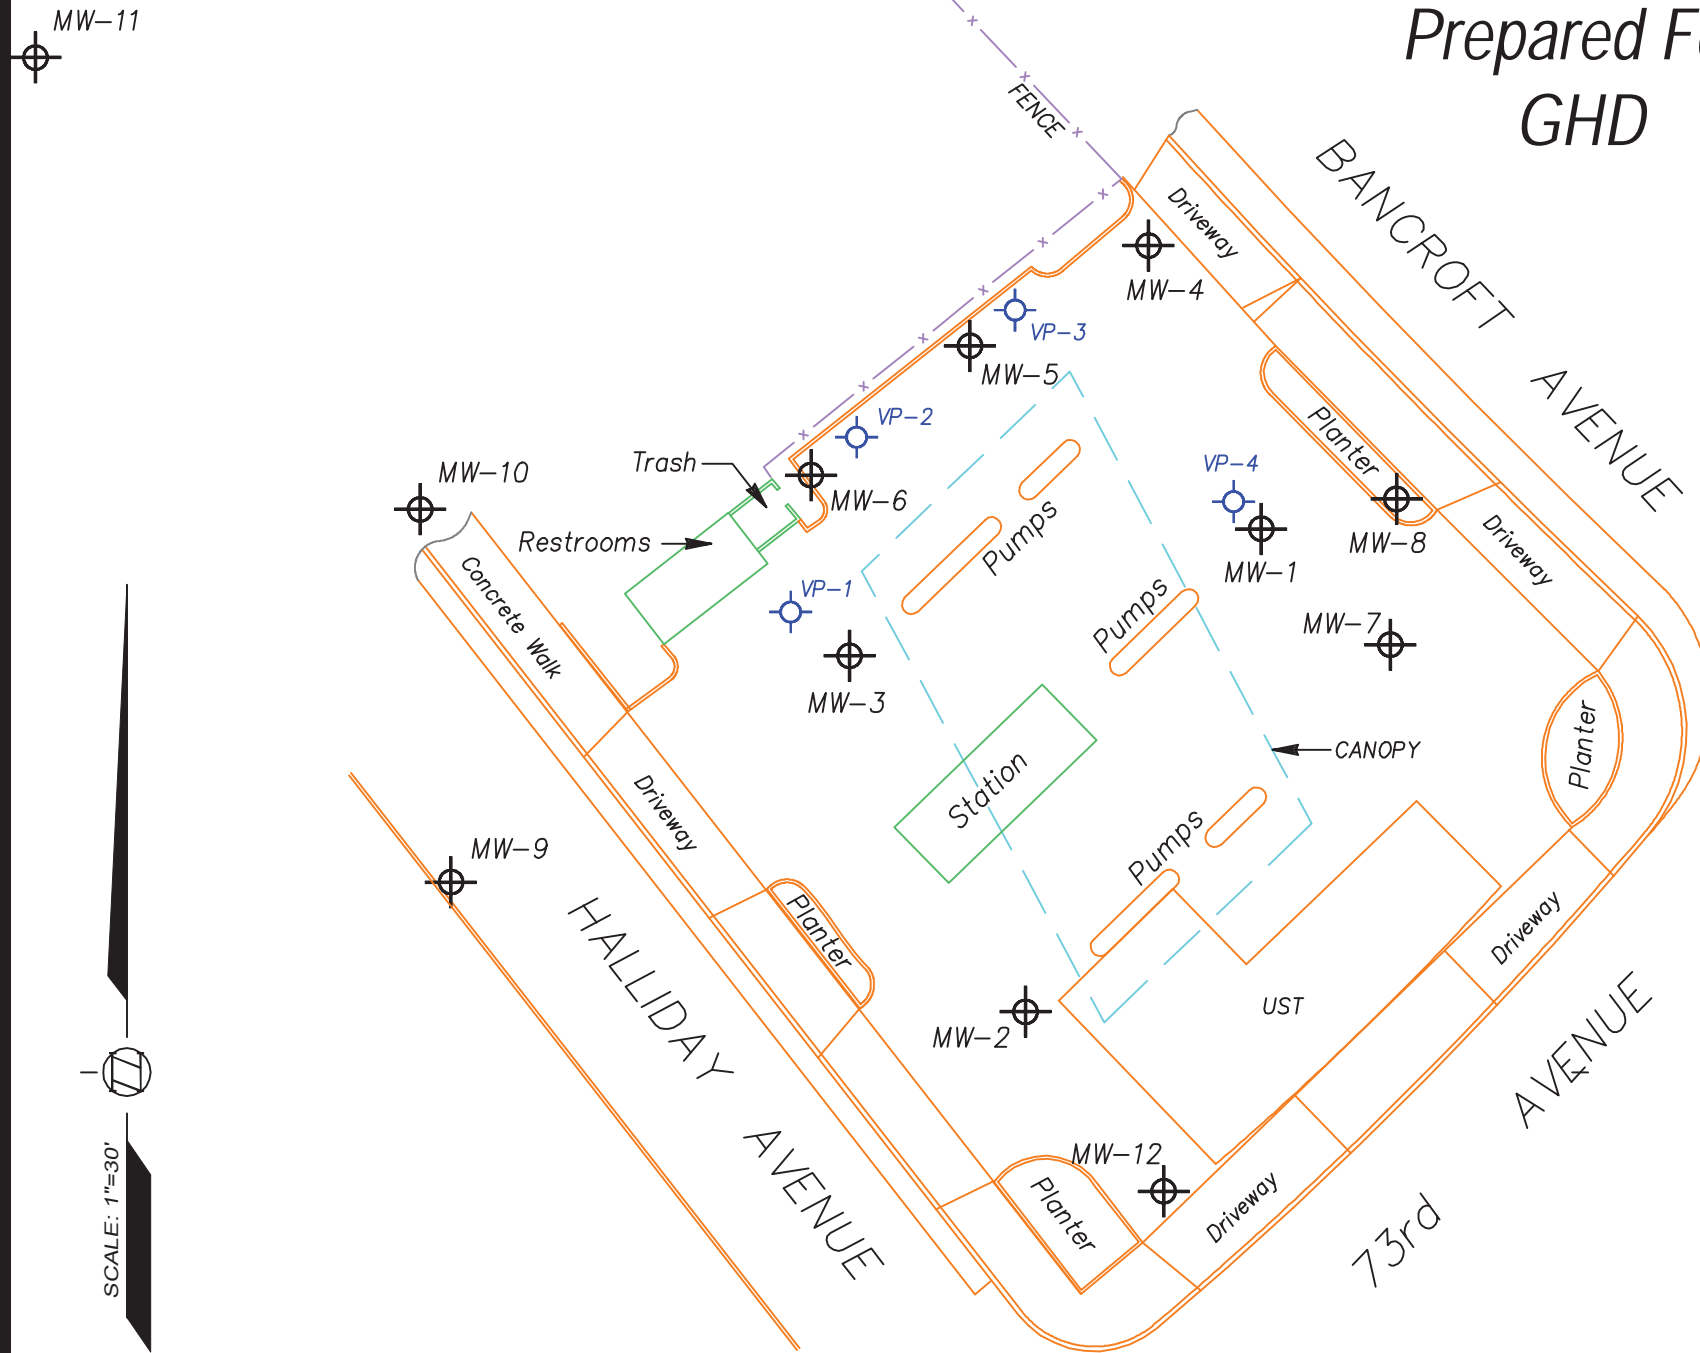 MW-11
Prepared
GHD
FENCE
BANCROFT AVENUE
Driveway
MW-4
VP-3
MW-5
VP-2
Planter
Trash
MW-10
MW-6
VP-4
Pumps
MW-8
MW-1
Restrooms
Driveway
Concrete Walk
VP-1
Pumps
MW-7
MW-3
Planter
CANOPY
Station
Driveway
Pumps
MW-9
Planter
Driveway
HALLIDAY AVENUE
UST
MW-2
73rd AVENUE
MW-12
Planter
Driveway
SCALE: 1"=30'